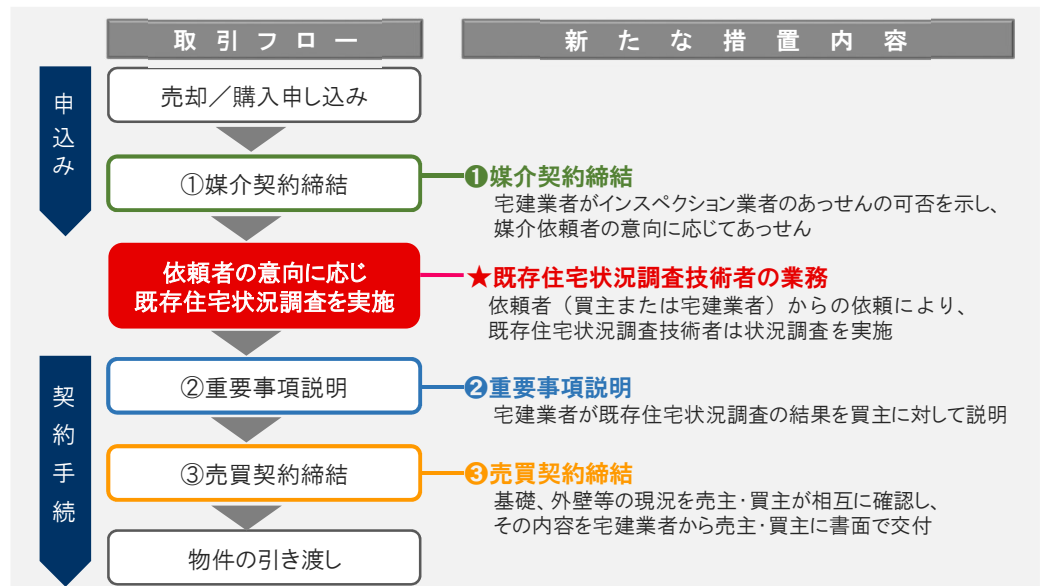 取引フロー
新たな措置内容
申込み
売却／購入申し込み
①媒介契約締結
❶媒介契約締結
宅建業者がインスペクション業者のあっせんの可否を示し、
媒介依頼者の意向に応じてあっせん
依頼者の意向に応じ
既存住宅状況調査を実施
★既存住宅状況調査技術者の業務
依頼者（買主または宅建業者）からの依頼により、
既存住宅状況調査技術者は状況調査を実施
契約手続
②重要事項説明
❷重要事項説明
宅建業者が既存住宅状況調査の結果を買主に対して説明
③売買契約締結
❸売買契約締結
基礎、外壁等の現況を売主･買主が相互に確認し、
その内容を宅建業者から売主･買主に書面で交付
物件の引き渡し